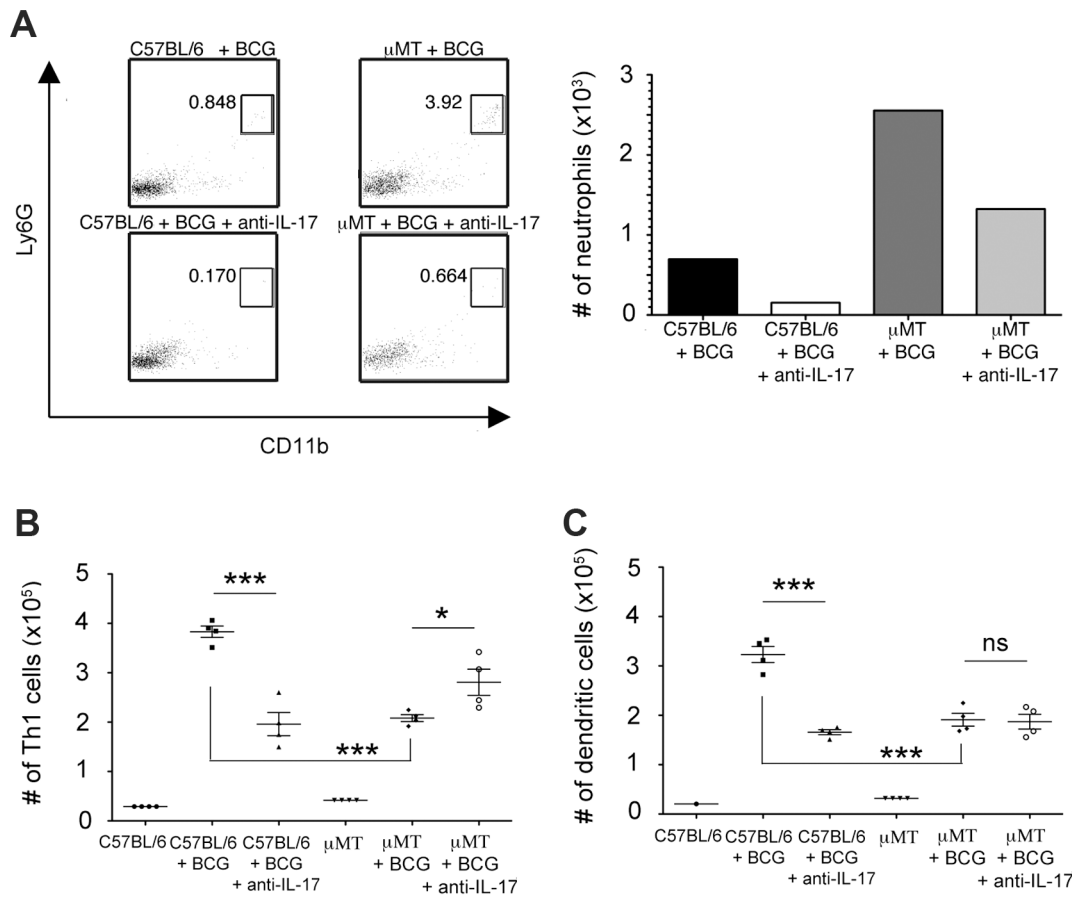 A
C57BL/6 + BCG
μMT + BCG
0.848
3.92
C57BL/6 + BCG + anti-IL-17
μMT + BCG + anti-IL-17
0.170
0.664
Ly6G
CD11b
# of neutrophils (x10³)
3
2
1
0
C57BL/6
+ BCG
C57BL/6
+ BCG
+ anti-IL-17
μMT
+ BCG
μMT
+ BCG
+ anti-IL-17
B
# of Th1 cells (x10⁵)
5
4
3
2
1
0
***
*
***
C57BL/6
C57BL/6
+ BCG
C57BL/6
+ BCG
+ anti-IL-17
μMT
μMT
+ BCG
μMT
+ BCG
+ anti-IL-17
C
# of dendritic cells (x10⁵)
5
4
3
2
1
0
***
ns
***
C57BL/6
C57BL/6
+ BCG
C57BL/6
+ BCG
+ anti-IL-17
μMT
μMT
+ BCG
μMT
+ BCG
+ anti-IL-17